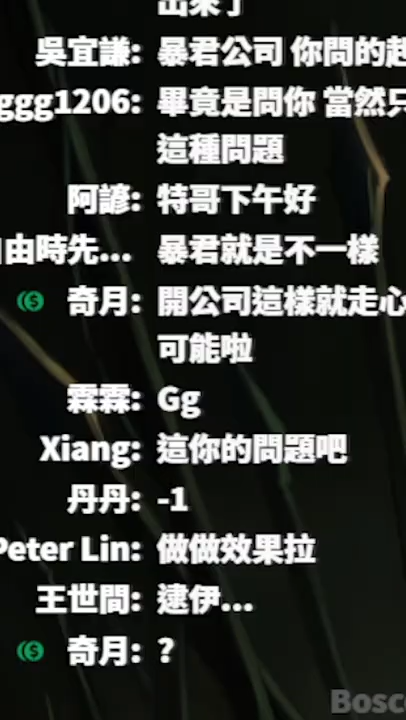 出來了
吳宜謙: 暴君公司 你問的起
ggg1206: 畢竟是問你 當然只
這種問題
阿諺: 特哥下午好
由時先... 暴君就是不一樣
奇月: 開公司這樣就走心
可能啦
霖霖: Gg
Xiang: 這你的問題吧
丹丹: -1
Peter Lin: 做做效果拉
王世間: 逮伊...
奇月: ?
Bosc